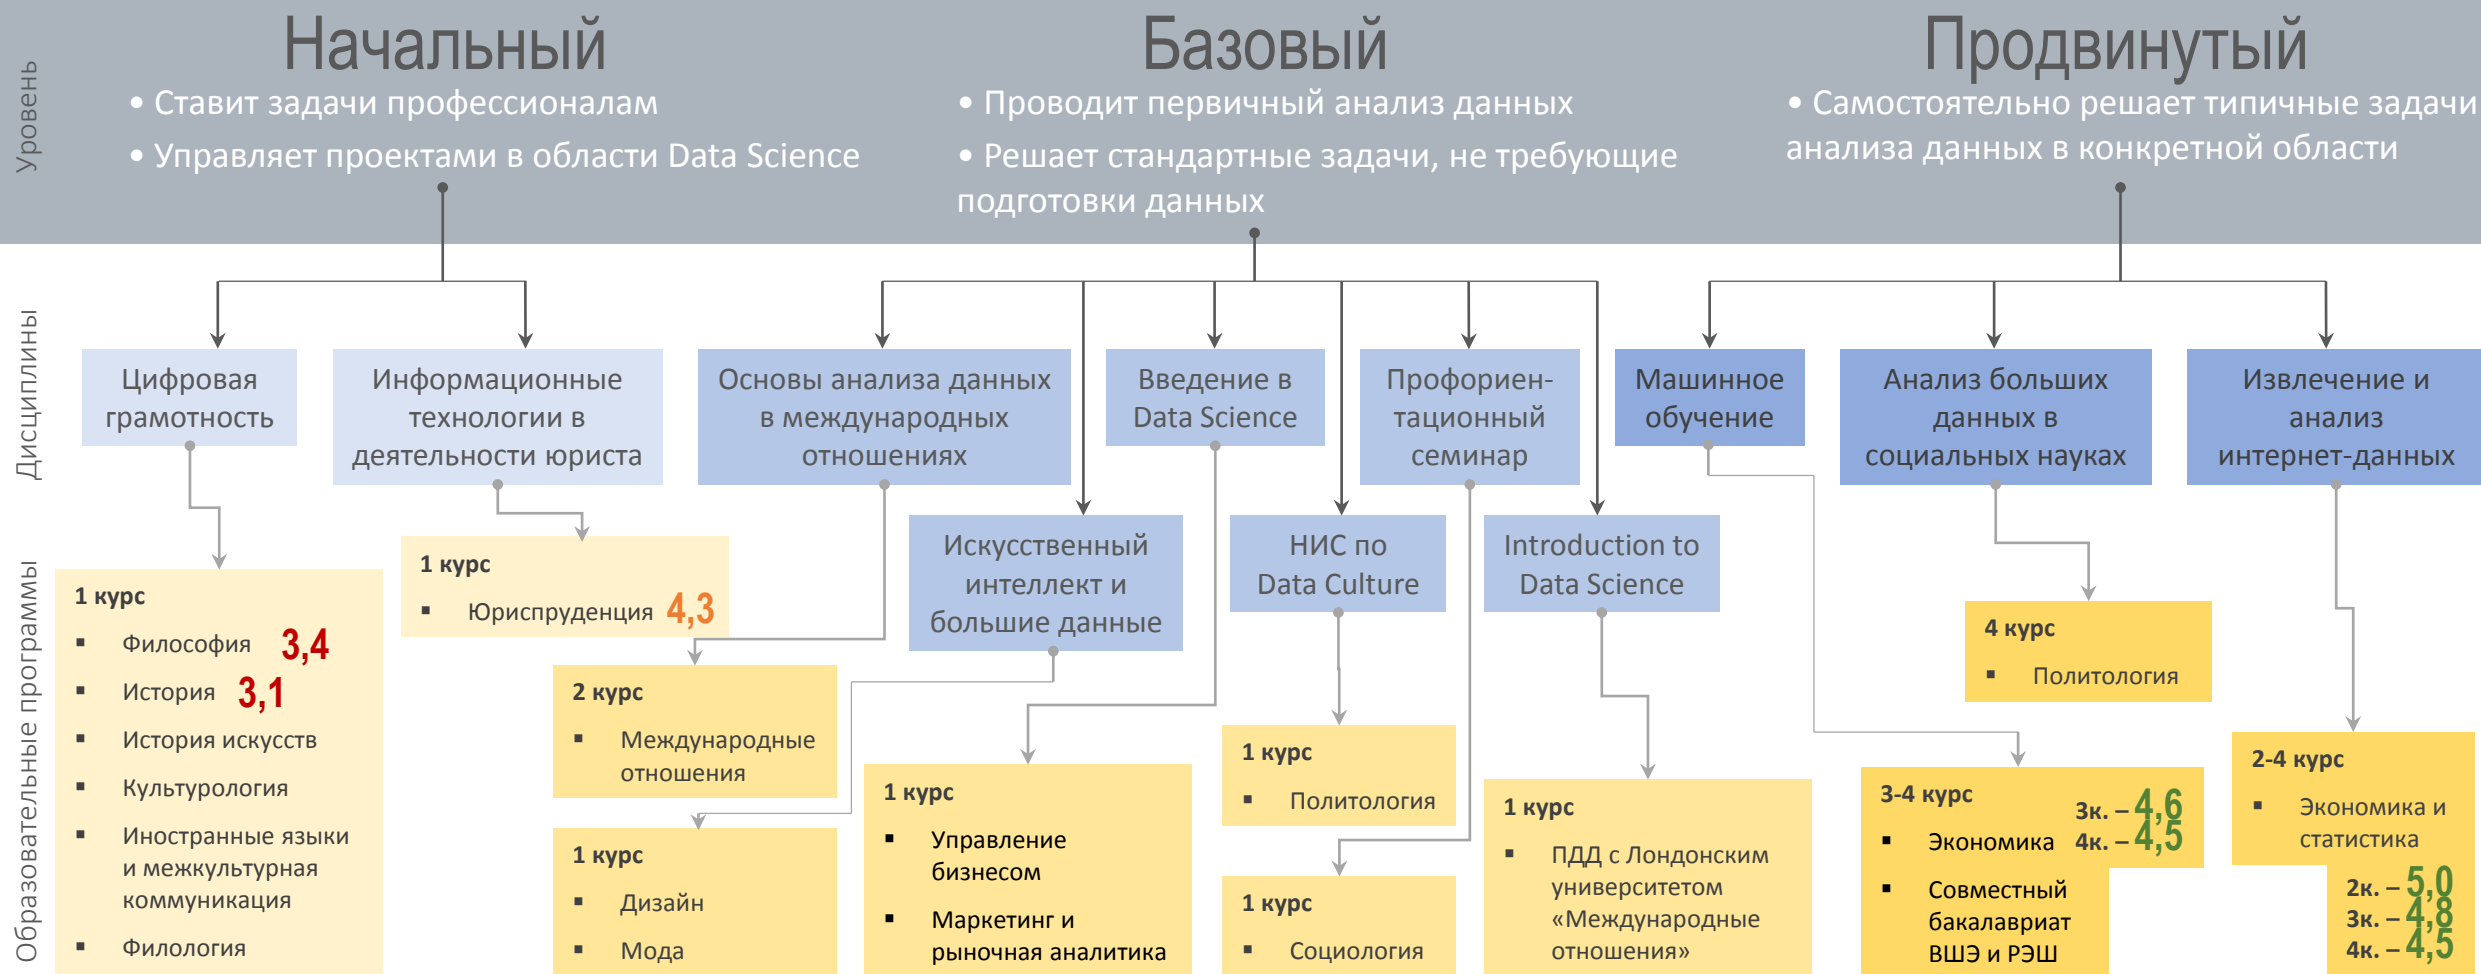 Уровень
Начальный
• Ставит задачи профессионалам
• Управляет проектами в области Data Science
Базовый
• Проводит первичный анализ данных
• Решает стандартные задачи, не требующие
подготовки данных
Продвинутый
• Самостоятельно решает типичные задачи
анализа данных в конкретной области
Дисциплины
Цифровая
грамотность
Информационные
технологии в
деятельности юриста
Основы анализа данных
в международных
отношениях
Введение в
Data Science
Профориен-
тационный
семинар
Машинное
обучение
Анализ больших
данных в
социальных науках
Извлечение и
анализ
интернет-данных
Искусственный
интеллект и
большие данные
НИС по
Data Culture
Introduction to
Data Science
Образовательные программы
1 курс
▪ Философия 3,4
▪ История 3,1
▪ История искусств
▪ Культурология
▪ Иностранные языки
и межкультурная
коммуникация
▪ Филология
1 курс
▪ Юриспруденция 4,3
2 курс
▪ Международные
отношения
1 курс
▪ Дизайн
▪ Мода
1 курс
▪ Управление
бизнесом
▪ Маркетинг и
рыночная аналитика
1 курс
▪ Политология
1 курс
▪ Социология
1 курс
▪ ПДД с Лондонским
университетом
«Международные
отношения»
4 курс
▪ Политология
3-4 курс
▪ Экономика
3к. – 4,6
4к. – 4,5
▪ Совместный
бакалавриат
ВШЭ и РЭШ
2-4 курс
▪ Экономика и
статистика
2к. – 5,0
3к. – 4,8
4к. – 4,5